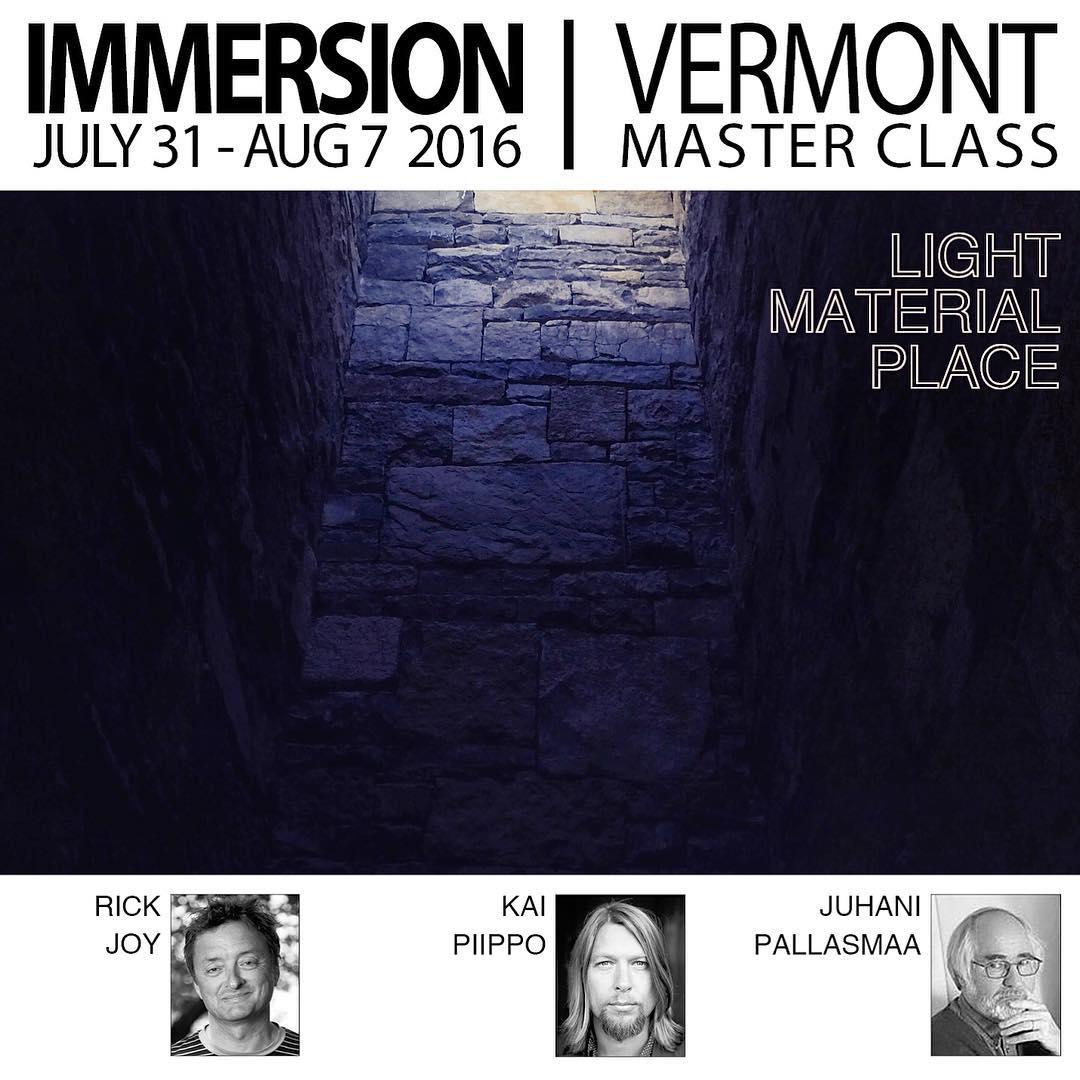 IMMERSION | VERMONT
JULY 31 - AUG 7 2016 MASTER CLASS
LIGHT
MATERIAL
PLACE
RICK
JOY
KAI
PIIPPO
JUHANI
PALLASMAA